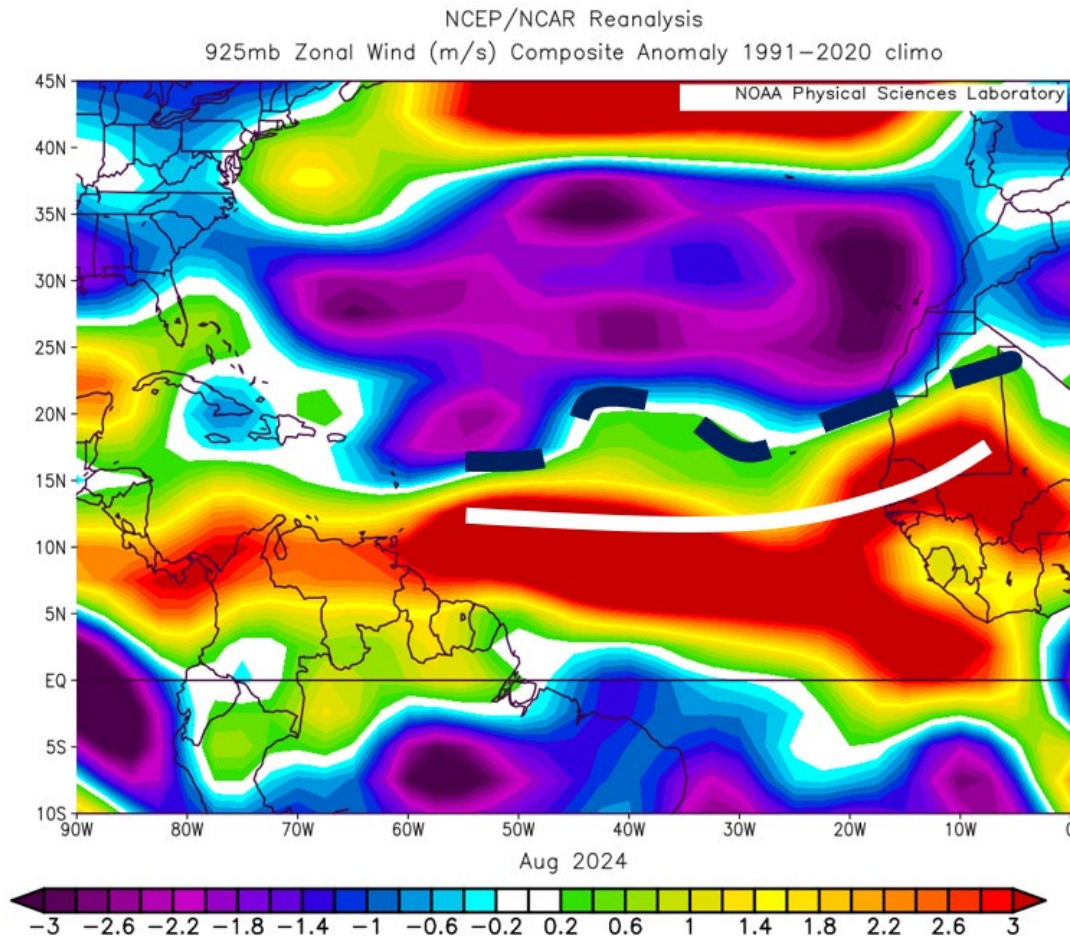 NCEP/NCAR Reanalysis
925mb Zonal Wind (m/s) Composite Anomaly 1991−2020 climo
NOAA Physical Sciences Laboratory
45N
40N
35N
30N
25N
20N
15N
10N
5N
EQ
5S
10S
90W 80W 70W 60W 50W 40W 30W 20W 10W 0
Aug 2024
−3 −2.6 −2.2 −1.8 −1.4 −1 −0.6 −0.2 0.2 0.6 1 1.4 1.8 2.2 2.6 3